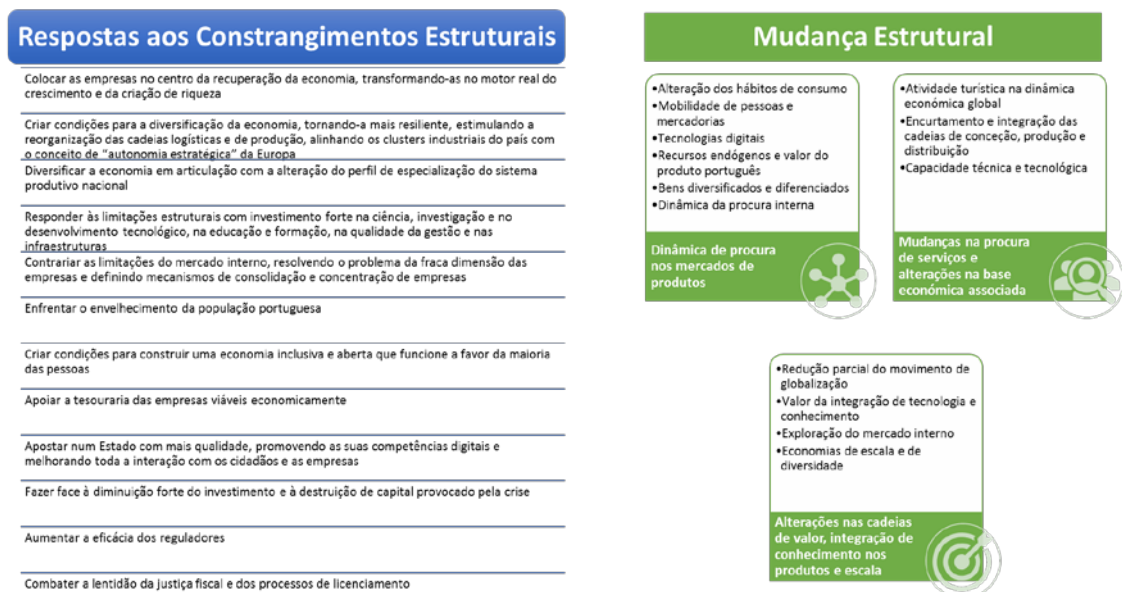 Respostas aos Constrangimentos Estruturais
Colocar as empresas no centro da recuperação da economia, transformando-as no motor real do
crescimento e da criação de riqueza
Criar condições para a diversificação da economia, tornando-a mais resiliente, estimulando a
reorganização das cadeias logísticas e de produção, alinhando os clusters industriais do país com
o conceito de “autonomia estratégica” da Europa
Diversificar a economia em articulação com a alteração do perfil de especialização do sistema
produtivo nacional
Responder às limitações estruturais com investimento forte na ciência, investigação e no
desenvolvimento tecnológico, na educação e formação, na qualidade da gestão e nas
infraestruturas
Contrariar as limitações do mercado interno, resolvendo o problema da fraca dimensão das
empresas e definindo mecanismos de consolidação e concentração de empresas
Enfrentar o envelhecimento da população portuguesa
Criar condições para construir uma economia inclusiva e aberta que funcione a favor da maioria
das pessoas
Apoiar a tesouraria das empresas viáveis economicamente
Apostar num Estado com mais qualidade, promovendo as suas competências digitais e
melhorando toda a interação com os cidadãos e as empresas
Fazer face à diminuição forte do investimento e à destruição de capital provocado pela crise
Aumentar a eficácia dos reguladores
Combater a lentidão da justiça fiscal e dos processos de licenciamento
Mudança Estrutural
•Alteração dos hábitos de consumo
•Mobilidade de pessoas e
mercadorias
•Tecnologias digitais
•Recursos endógenos e valor do
produto português
•Bens diversificados e diferenciados
•Dinâmica da procura interna
Dinâmica de procura
nos mercados de
produtos
•Atividade turística na dinâmica
económica global
•Encurtamento e integração das
cadeias de conceção, produção e
distribuição
•Capacidade técnica e tecnológica
Mudanças na procura
de serviços e
alterações na base
económica associada
•Redução parcial do movimento de
globalização
•Valor da integração de tecnologia e
conhecimento
•Exploração do mercado interno
•Economias de escala e de
diversidade
Alterações nas cadeias
de valor, integração de
conhecimento nos
produtos e escala